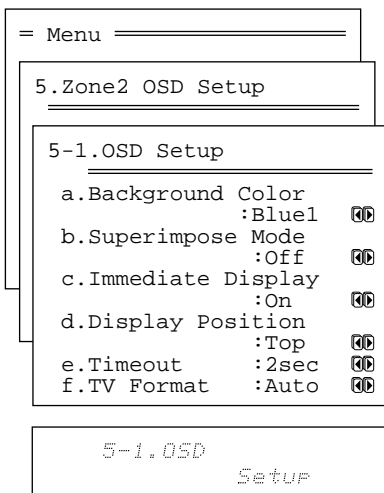 Menu
5.Zone2 OSD Setup
5-1.OSD Setup
a.Background Color
:Blue1
b.Superimpose Mode
:Off
c.Immediate Display
:On
d.Display Position
:Top
e.Timeout :2sec
f.TV Format :Auto
5-1.OSD
Setup